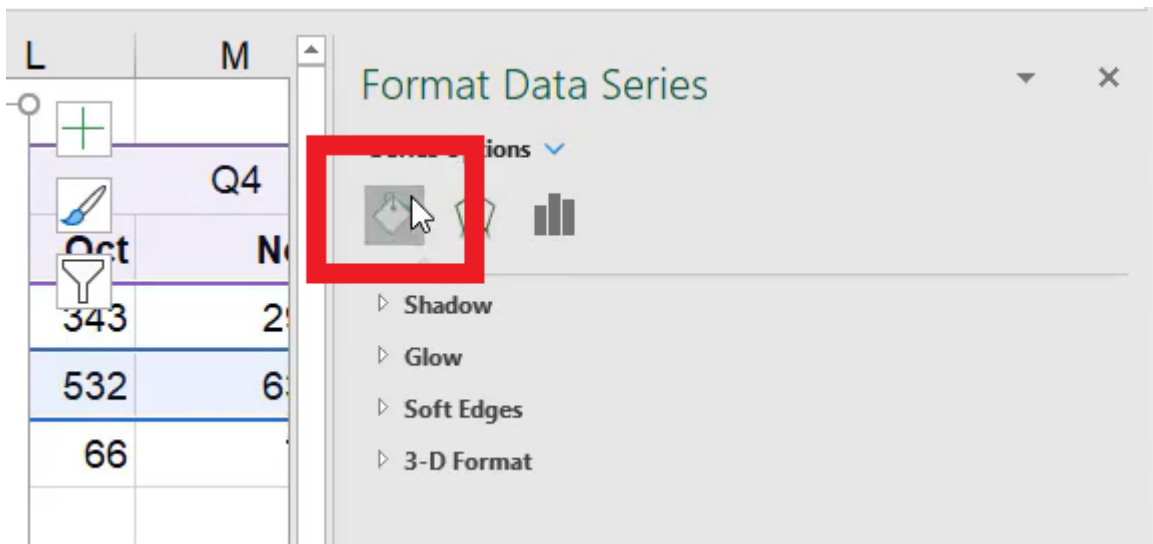 L M
Format Data Series
Q4
Oct
343
532
66
Shadow
Glow
Soft Edges
3-D Format